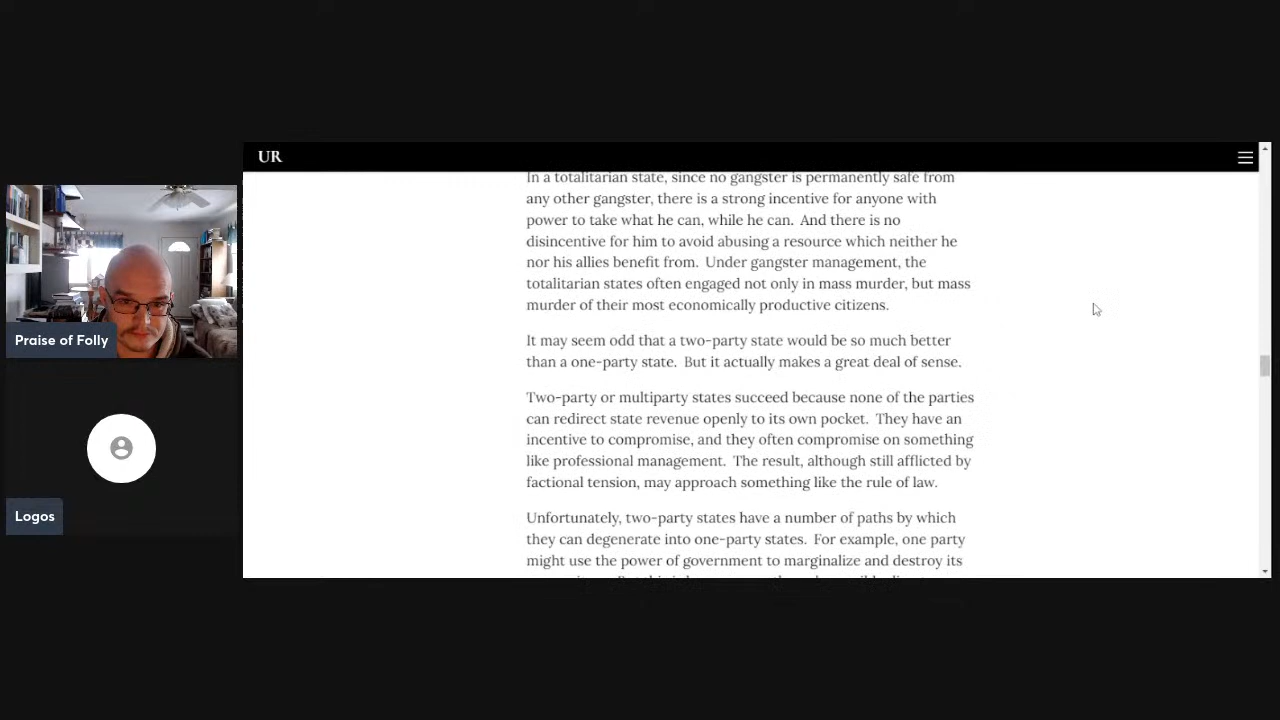 UR
In a totalitarian state, since no gangster is permanently safe from
any other gangster, there is a strong incentive for anyone with
power to take what he can, while he can. And there is no
disincentive for him to avoid abusing a resource which neither he
nor his allies benefit from. Under gangster management, the
totalitarian states often engaged not only in mass murder, but mass
murder of their most economically productive citizens.
It may seem odd that a two-party state would be so much better
than a one-party state. But it actually makes a great deal of sense.
Two-party or multiparty states succeed because none of the parties
can redirect state revenue openly to its own pocket. They have an
incentive to compromise, and they often compromise on something
like professional management. The result, although still afflicted by
factional tension, may approach something like the rule of law.
Unfortunately, two-party states have a number of paths by which
they can degenerate into one-party states. For example, one party
might use the power of government to marginalize and destroy its
Praise of Folly
Logos